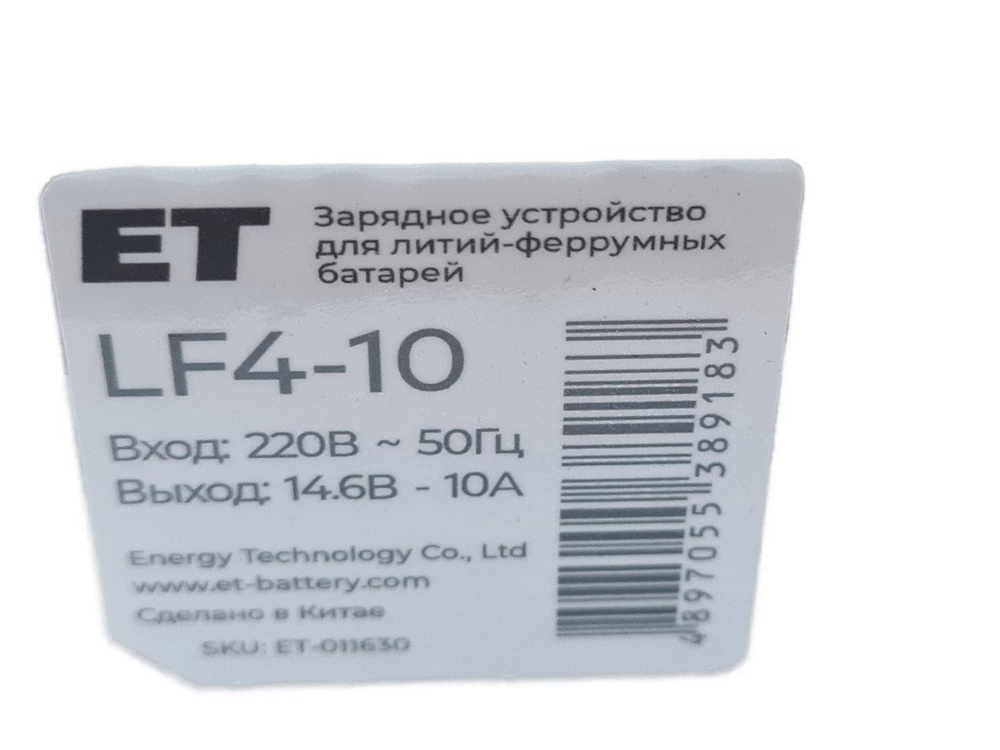 ET
Зарядное устройство
для литий-феррумных
батарей
LF4-10
Вход: 220В ~ 50Гц
Выход: 14.6В - 10А
Energy Technology Co., Ltd
www.et-battery.com
Сделано в Китае
SKU: ET-011630
4897055389183